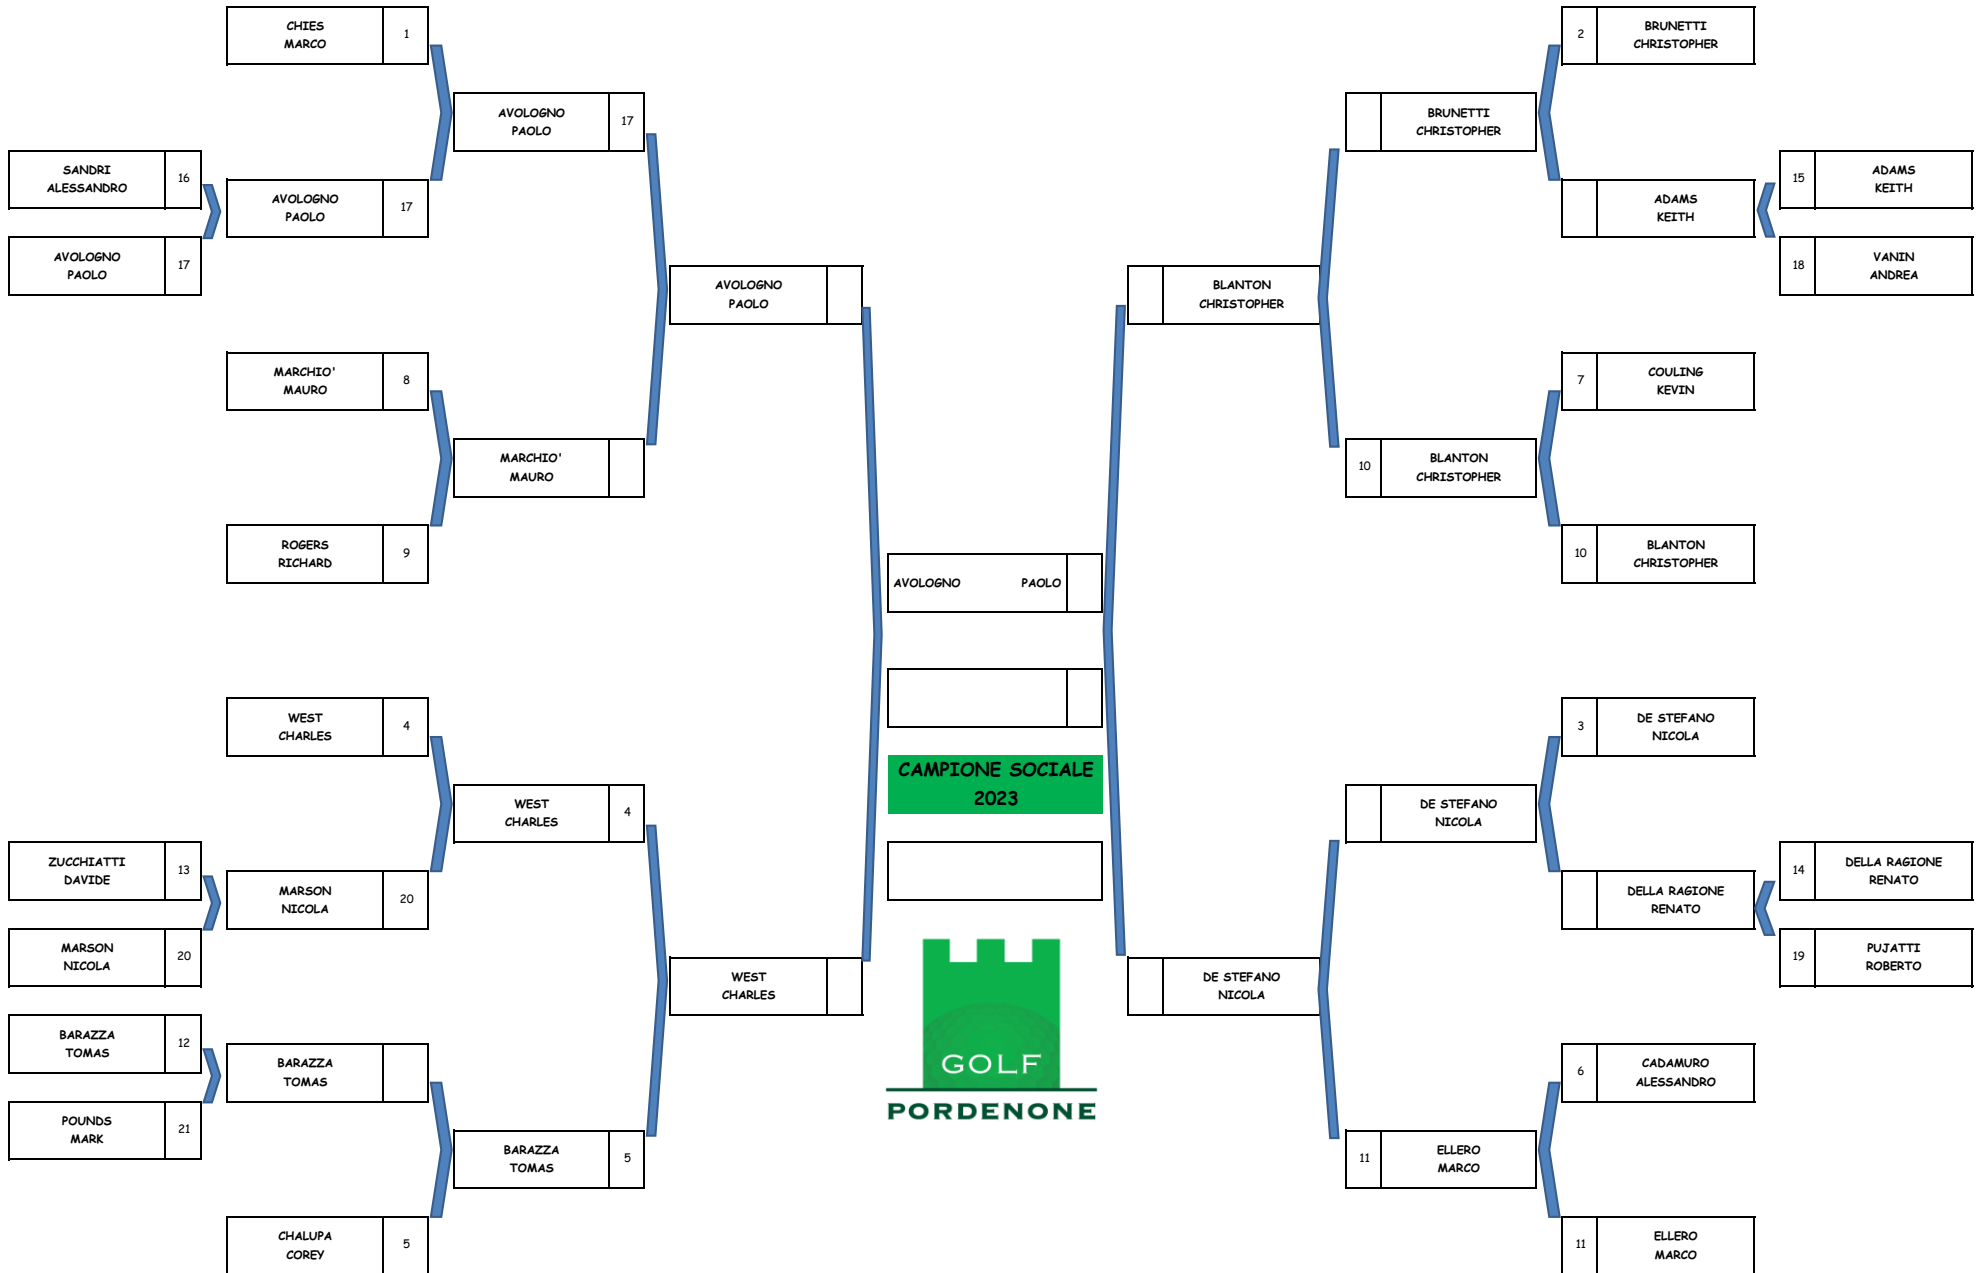 CHIES
MARCO
1
2
BRUNETTI
CHRISTOPHER
AVOLOGNO
PAOLO
17
BRUNETTI
CHRISTOPHER
SANDRI
ALESSANDRO
16
15
ADAMS
KEITH
AVOLOGNO
PAOLO
17
ADAMS
KEITH
AVOLOGNO
PAOLO
17
18
VANIN
ANDREA
AVOLOGNO
PAOLO
BLANTON
CHRISTOPHER
MARCHIO'
MAURO
8
7
COULING
KEVIN
MARCHIO'
MAURO
10
BLANTON
CHRISTOPHER
ROGERS
RICHARD
9
10
BLANTON
CHRISTOPHER
AVOLOGNO PAOLO
WEST
CHARLES
4
3
DE STEFANO
NICOLA
CAMPIONE SOCIALE
2023
WEST
CHARLES
4
DE STEFANO
NICOLA
ZUCCHIATTI
DAVIDE
13
14
DELLA RAGIONE
RENATO
MARSON
NICOLA
20
DELLA RAGIONE
RENATO
MARSON
NICOLA
20
19
PUJATTI
ROBERTO
WEST
CHARLES
DE STEFANO
NICOLA
BARAZZA
TOMAS
12
BARAZZA
TOMAS
6
CADAMURO
ALESSANDRO
GOLF
PORDENONE
POUNDS
MARK
21
BARAZZA
TOMAS
5
11
ELLERO
MARCO
CHALUPA
COREY
5
11
ELLERO
MARCO